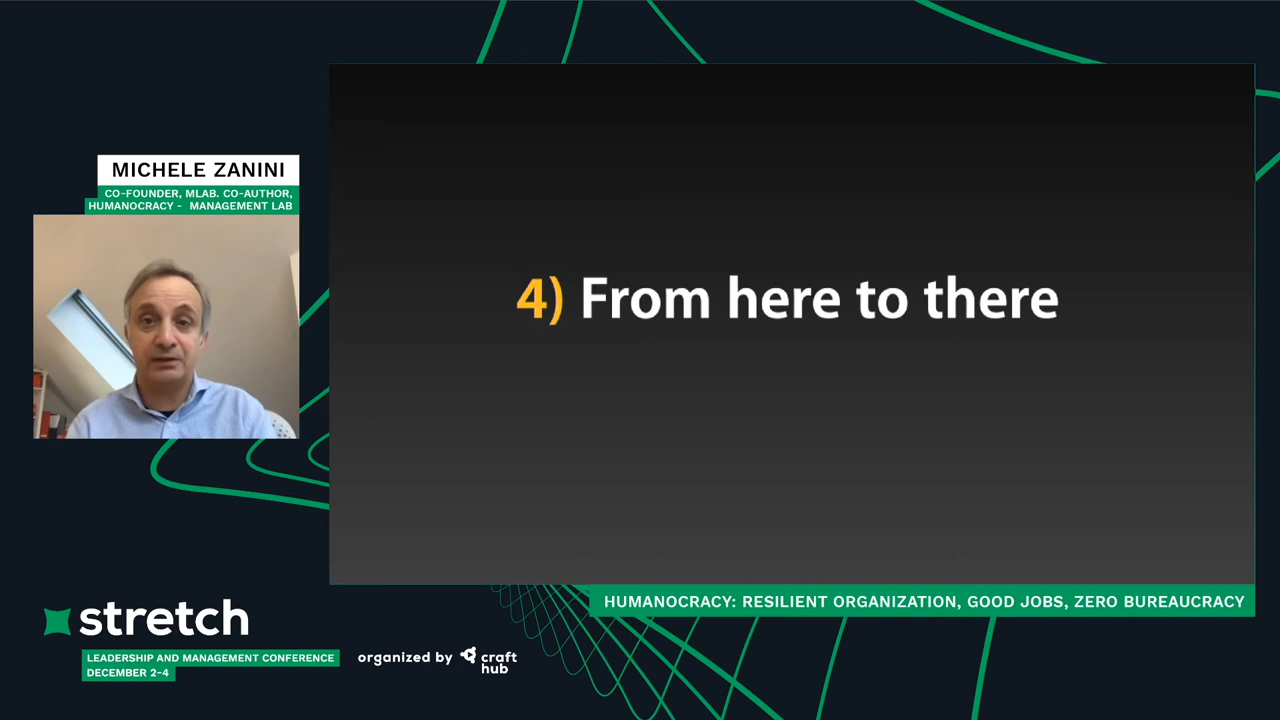 MICHELE ZANINI
CO-FOUNDER, MLAB. CO-AUTHOR,
HUMANOCRACY - MANAGEMENT LAB
4) From here to there
HUMANOCRACY: RESILIENT ORGANIZATION, GOOD JOBS, ZERO BUREAUCRACY
stretch
LEADERSHIP AND MANAGEMENT CONFERENCE
DECEMBER 2-4
organized by
craft
hub